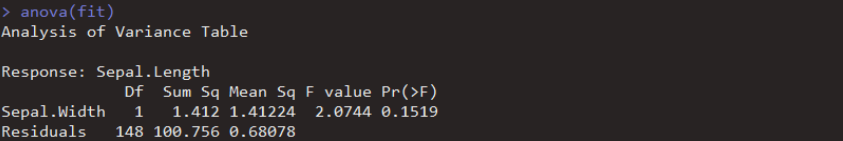 > anova(fit)
Analysis of Variance Table
Response: Sepal.Length
Df Sum Sq Mean Sq F value Pr(>F)
Sepal.Width 1 1.412 1.41224 2.0744 0.1519
Residuals 148 100.756 0.68078